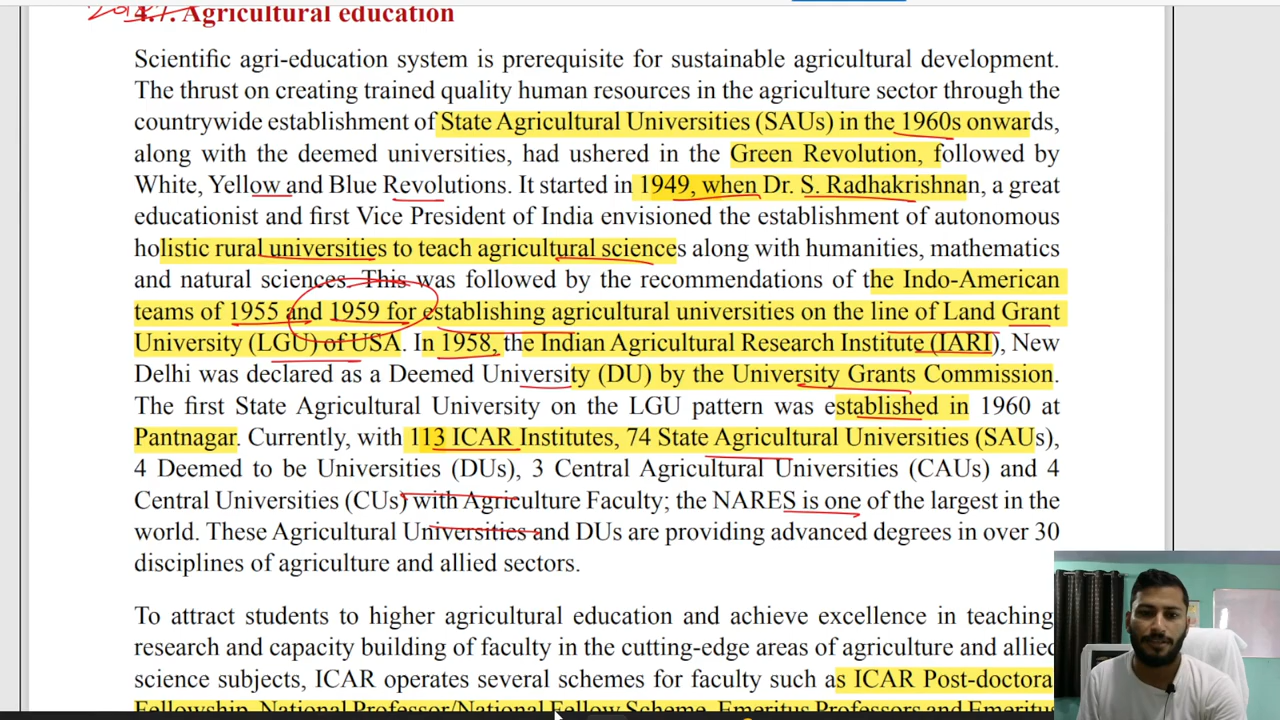 4.7. Agricultural education
Scientific agri-education system is prerequisite for sustainable agricultural development.
The thrust on creating trained quality human resources in the agriculture sector through the
countrywide establishment of State Agricultural Universities (SAUs) in the 1960s onwards,
along with the deemed universities, had ushered in the Green Revolution, followed by
White, Yellow and Blue Revolutions. It started in 1949, when Dr. S. Radhakrishnan, a great
educationist and first Vice President of India envisioned the establishment of autonomous
holistic rural universities to teach agricultural sciences along with humanities, mathematics
and natural sciences. This was followed by the recommendations of the Indo-American
teams of 1955 and 1959 for establishing agricultural universities on the line of Land Grant
University (LGU) of USA. In 1958, the Indian Agricultural Research Institute (IARI), New
Delhi was declared as a Deemed University (DU) by the University Grants Commission.
The first State Agricultural University on the LGU pattern was established in 1960 at
Pantnagar. Currently, with 113 ICAR Institutes, 74 State Agricultural Universities (SAUs),
4 Deemed to be Universities (DUs), 3 Central Agricultural Universities (CAUs) and 4
Central Universities (CUs) with Agriculture Faculty; the NARES is one of the largest in the
world. These Agricultural Universities and DUs are providing advanced degrees in over 30
disciplines of agriculture and allied sectors.
To attract students to higher agricultural education and achieve excellence in teaching,
research and capacity building of faculty in the cutting-edge areas of agriculture and allied
science subjects, ICAR operates several schemes for faculty such as ICAR Post-doctoral
Fellowship, National Professor/National Fellow Scheme, Emeritus Professors and Emeritus